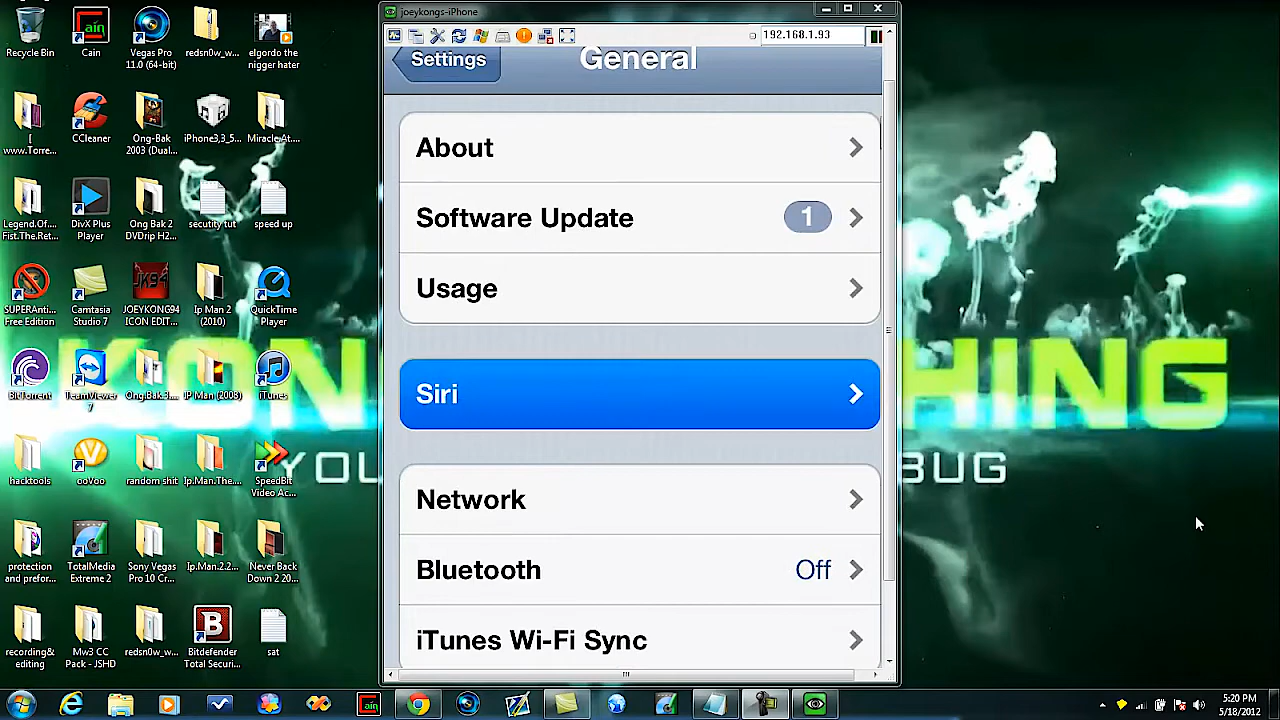 joeykongs-iPhone
192.168.1.93
Settings
General
About
Software Update
1
Usage
Siri
Network
Bluetooth
Off
iTunes Wi-Fi Sync
Recycle Bin
Cain
Vegas Pro
11.0 (64-bit)
redsn0w_w...
elgordo the
nigger hater
www.Torre...
CCleaner
Ong-Bak
2003 (Dual...
iPhone3,3_5...
Miracle.At...
Legend.Of...
Fist.The.Ret...
DivX Plus
Player
Ong Bak 2
DVDrip H2...
secutity tut
speed up
SUPERAnti...
Free Edition
Camtasia
Studio 7
JK94
JOEYKONG94
ICON EDIT...
Ip Man 2
(2010)
QuickTime
Player
BitTorrent
TeamViewer
7
Ong.Bak.3...
IP Man (2008)
iTunes
hacktools
ooVoo
random shit
Ip.Man.The...
SpeedBit
Video Ac...
protection
and prefor...
TotalMedia
Extreme 2
Sony Vegas
Pro 10 Cr...
Ip.Man.2.2...
Never Back
Down 2 20...
recording&
editing
Mw3 CC
Pack - JSHD
redsn0w_w...
Bitdefender
Total Securi...
sat
KON
HING
YOU
BUG
5:20 PM
5/18/2012